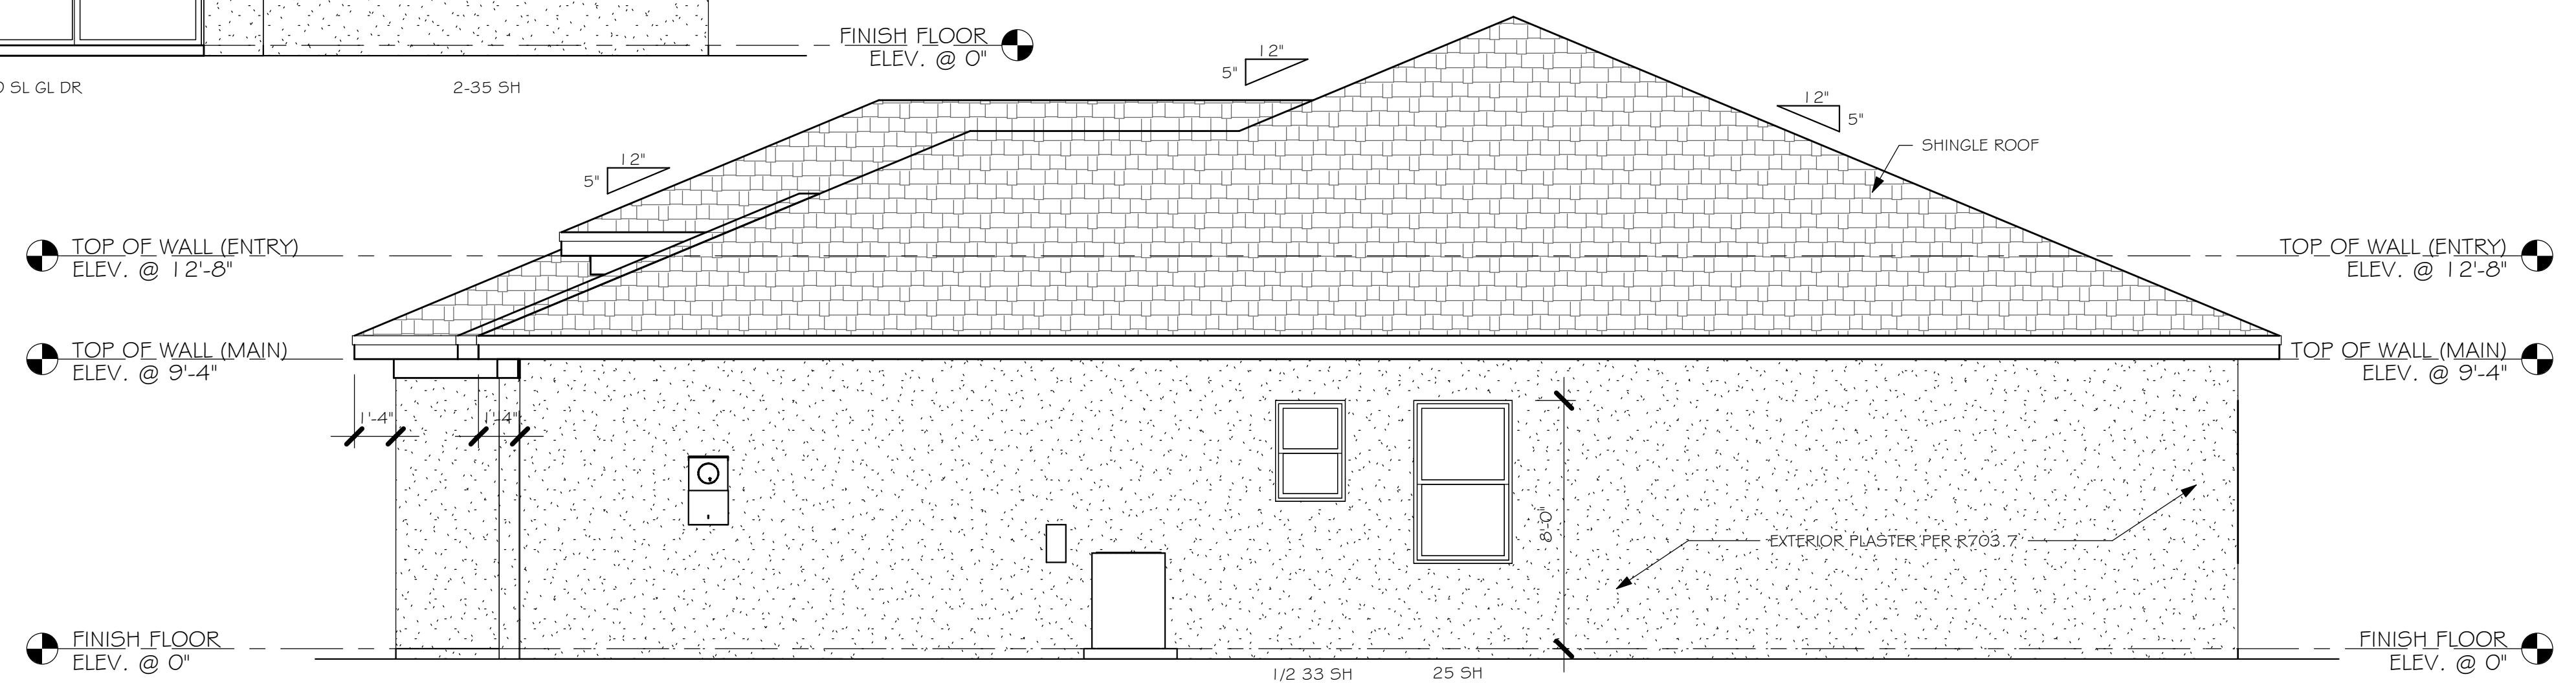 FINISH FLOOR
ELEV. @ 0"
SL GL DR
2-35 SH
12"
5"
12"
5"
SHINGLE ROOF
12"
5"
TOP OF WALL (ENTRY)
ELEV. @ 12'-8"
TOP OF WALL (ENTRY)
ELEV. @ 12'-8"
TOP OF WALL (MAIN)
ELEV. @ 9'-4"
TOP OF WALL (MAIN)
ELEV. @ 9'-4"
1'-4"
1'-4"
8'-0"
EXTERIOR PLASTER PER R703.7
FINISH FLOOR
ELEV. @ 0"
FINISH FLOOR
ELEV. @ 0"
1/2 33 SH
25 SH